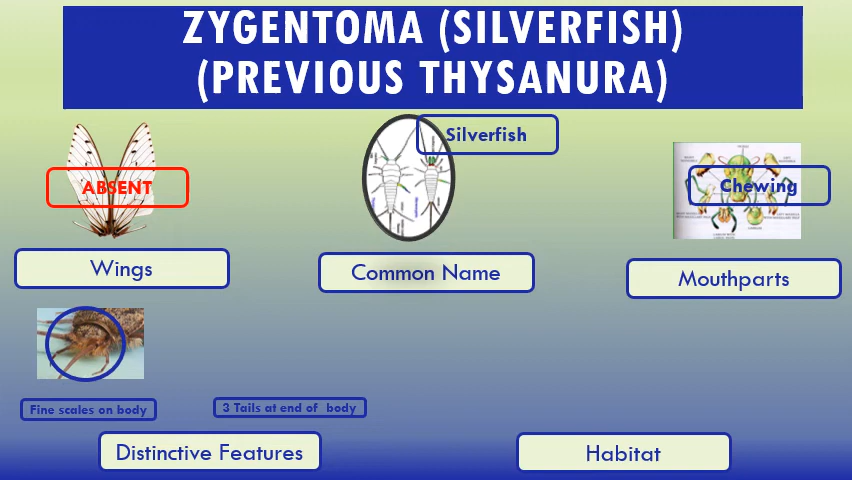 ZYGENTOMA (SILVERFISH)
(PREVIOUS THYSANURA)
Silverfish
ABSENT
Chewing
Wings
Common Name
Mouthparts
Fine scales on body
3 Tails at end of body
Distinctive Features
Habitat